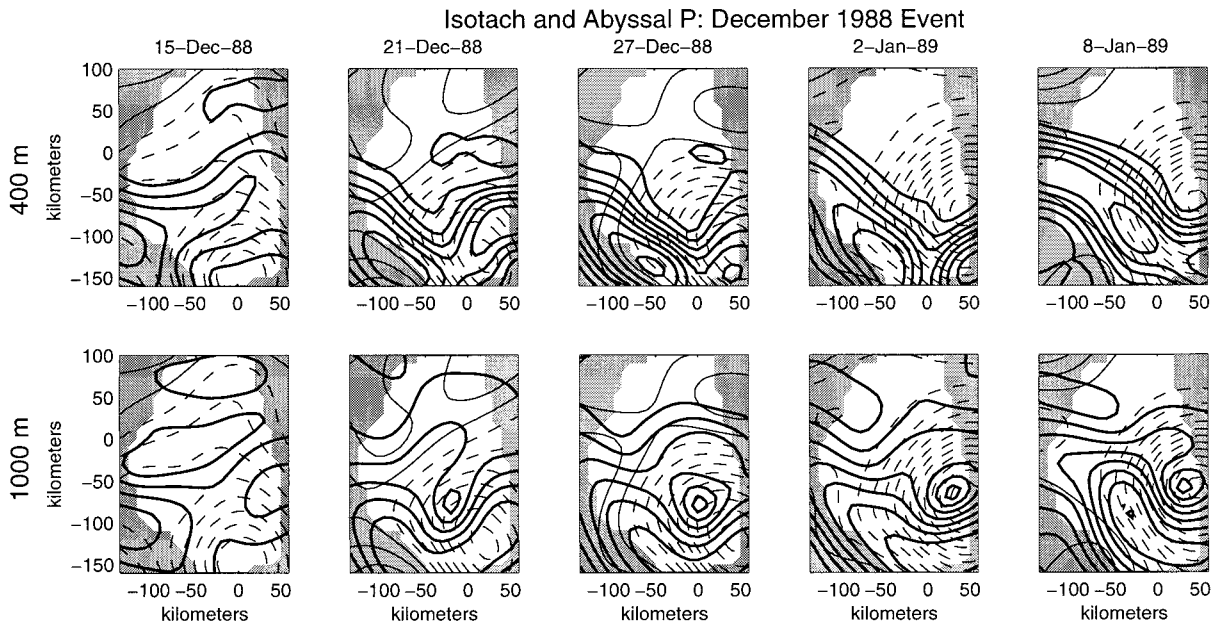 Isotach and Abyssal P: December 1988 Event
15-Dec-88 21-Dec-88 27-Dec-88 2-Jan-89 8-Jan-89
400 m
kilometers
100
50
0
-50
-100
-150
-100 -50 0 50 -100 -50 0 50 -100 -50 0 50 -100 -50 0 50 -100 -50 0 50
1000 m
kilometers
100
50
0
-50
-100
-150
-100 -50 0 50 -100 -50 0 50 -100 -50 0 50 -100 -50 0 50 -100 -50 0 50
kilometers kilometers kilometers kilometers kilometers